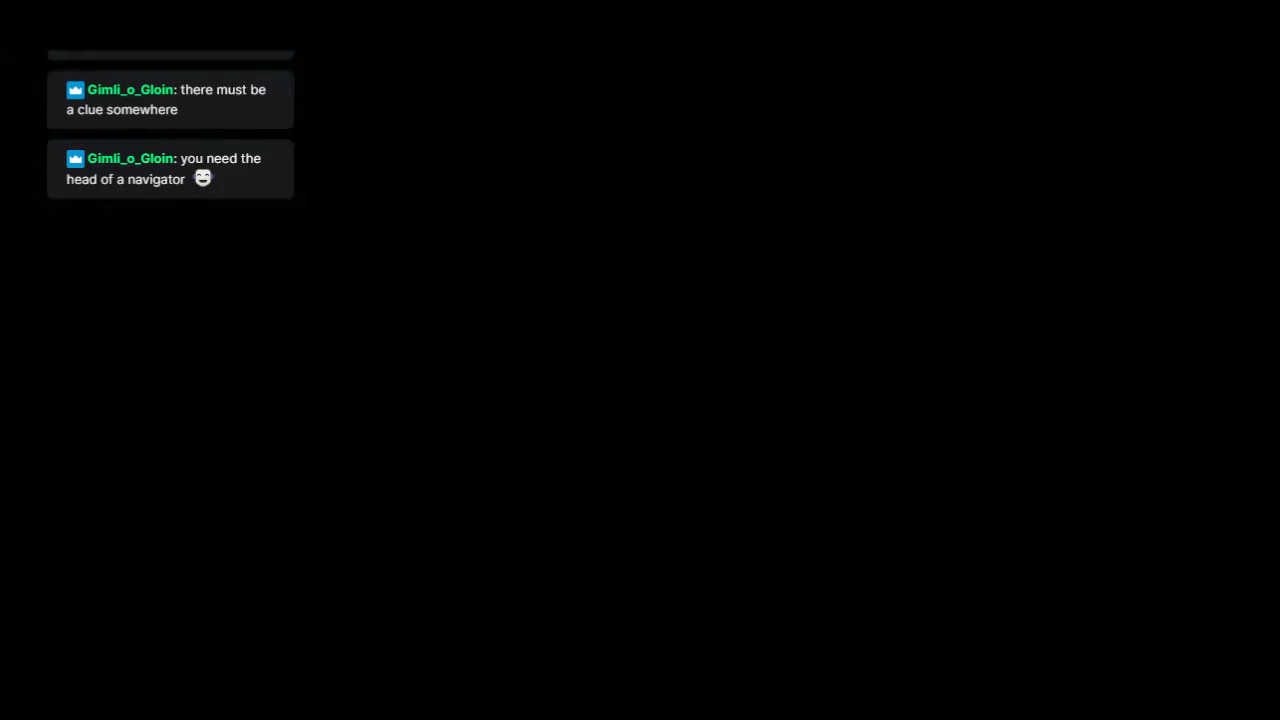 Gimli_o_Gloin: there must be
a clue somewhere
Gimli_o_Gloin: you need the
head of a navigator